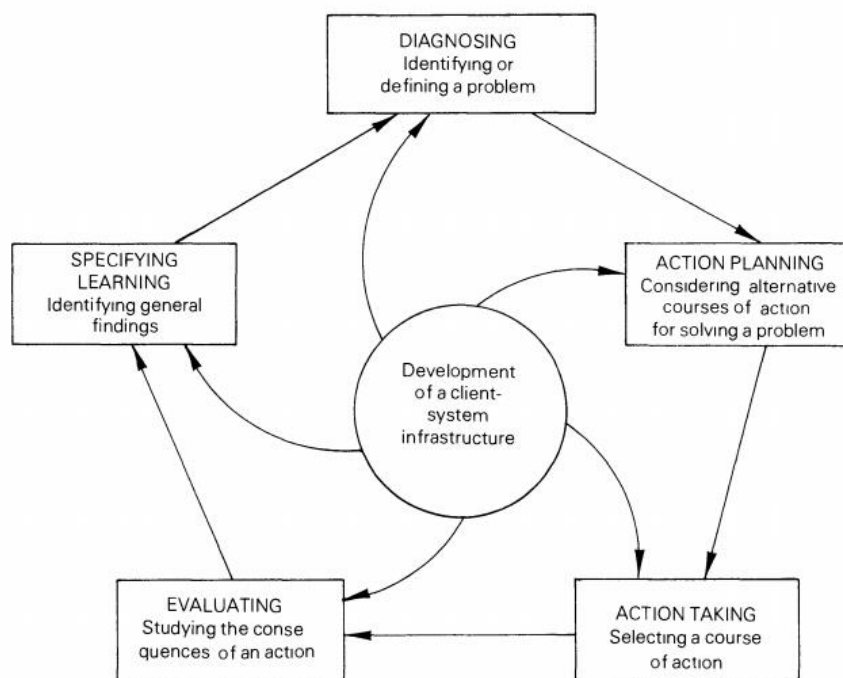 DIAGNOSING
Identifying or
defining a problem
SPECIFYING
LEARNING
Identifying general
findings
ACTION PLANNING
Considering alternative
courses of action
for solving a problem
Development
of a client-
system
infrastructure
EVALUATING
Studying the conse
quences of an action
ACTION TAKING
Selecting a course
of action